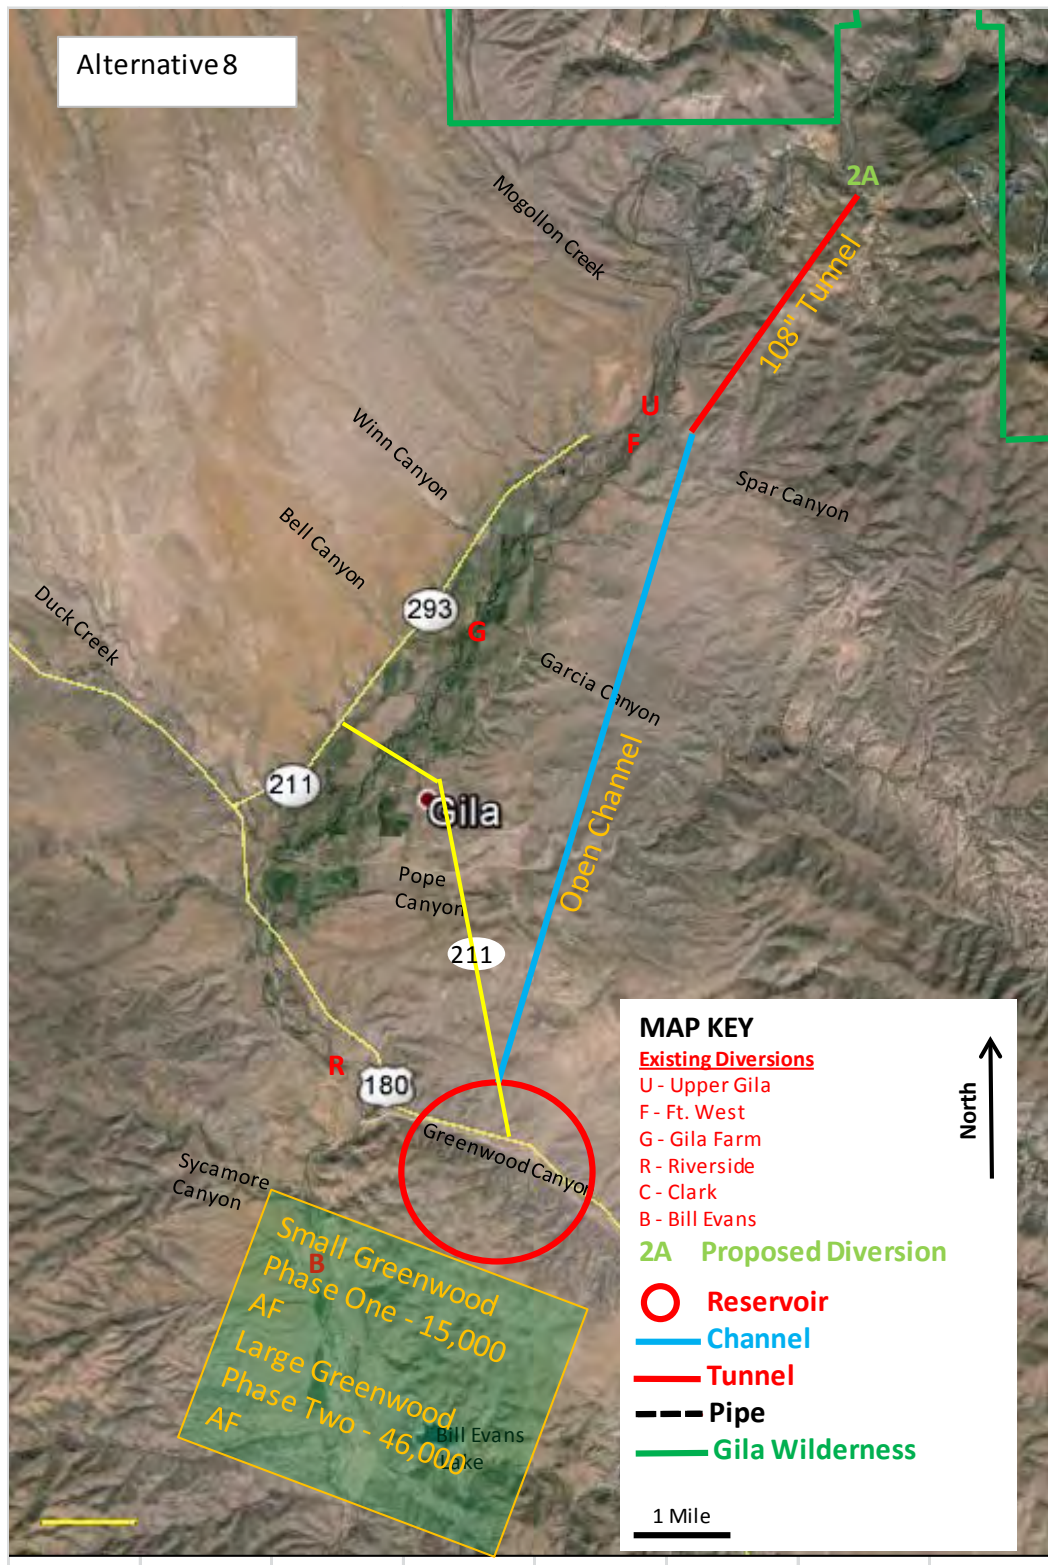 Alternative 8
2A
Mogollon Creek
108" Tunnel
U
F
Winn Canyon
Spar Canyon
Bell Canyon
Duck Creek
293
G
Garcia Canyon
211
Gila
Open Channel
Pope
Canyon
211
R
180
Greenwood Canyon
Sycamore
Canyon
B
Small Greenwood
Phase One - 15,000
AF
Large Greenwood
Phase Two - 46,000
AF
Bill Evans
Lake
MAP KEY
Existing Diversions
U - Upper Gila
F - Ft. West
G - Gila Farm
R - Riverside
C - Clark
B - Bill Evans
2A Proposed Diversion
Reservoir
Channel
Tunnel
Pipe
Gila Wilderness
1 Mile
North